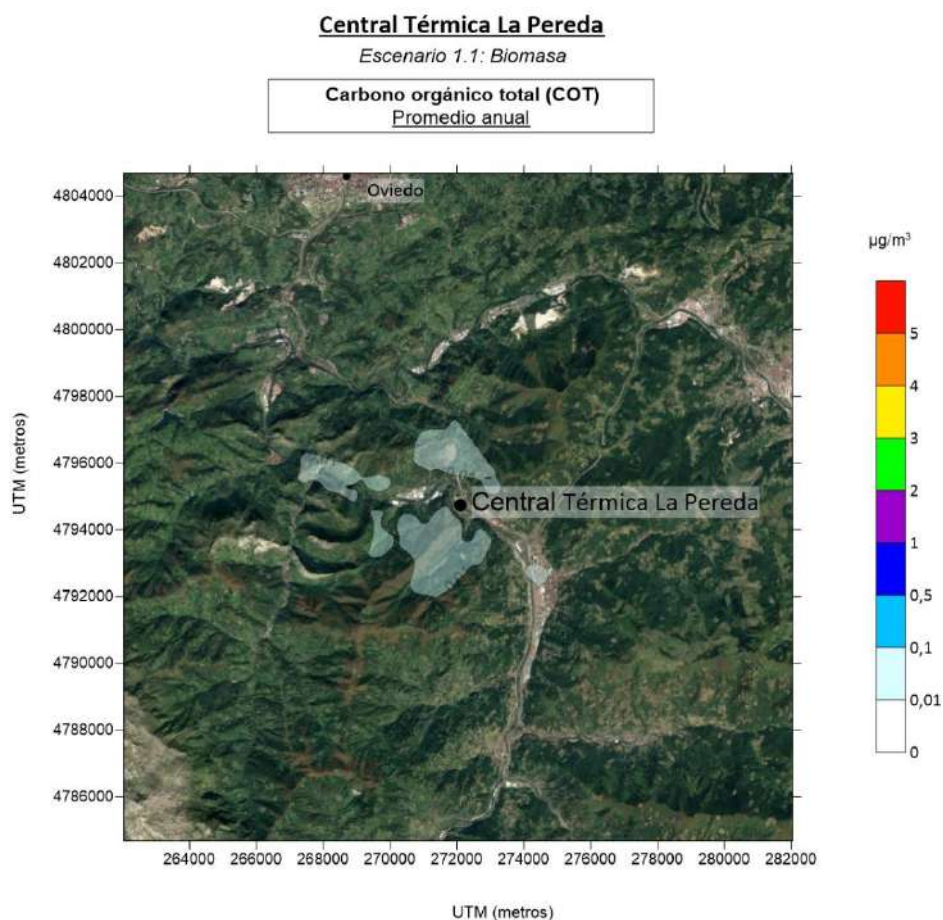 Central Térmica La Pereda
Escenario 1.1: Biomasa
Carbono orgánico total (COT)
Promedio anual
4804000
4802000
4800000
4798000
4796000
4794000
4792000
4790000
4788000
4786000
UTM (metros)
Oviedo
Central Térmica La Pereda
264000 266000 268000 270000 272000 274000 276000 278000 280000 282000
UTM (metros)
µg/m³
5
4
3
2
1
0,5
0,1
0,01
0